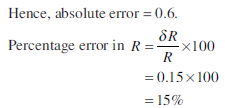 Hence, absolute error = 0.6.
Percentage error in R = δR/R × 100
= 0.15 × 100
= 15%